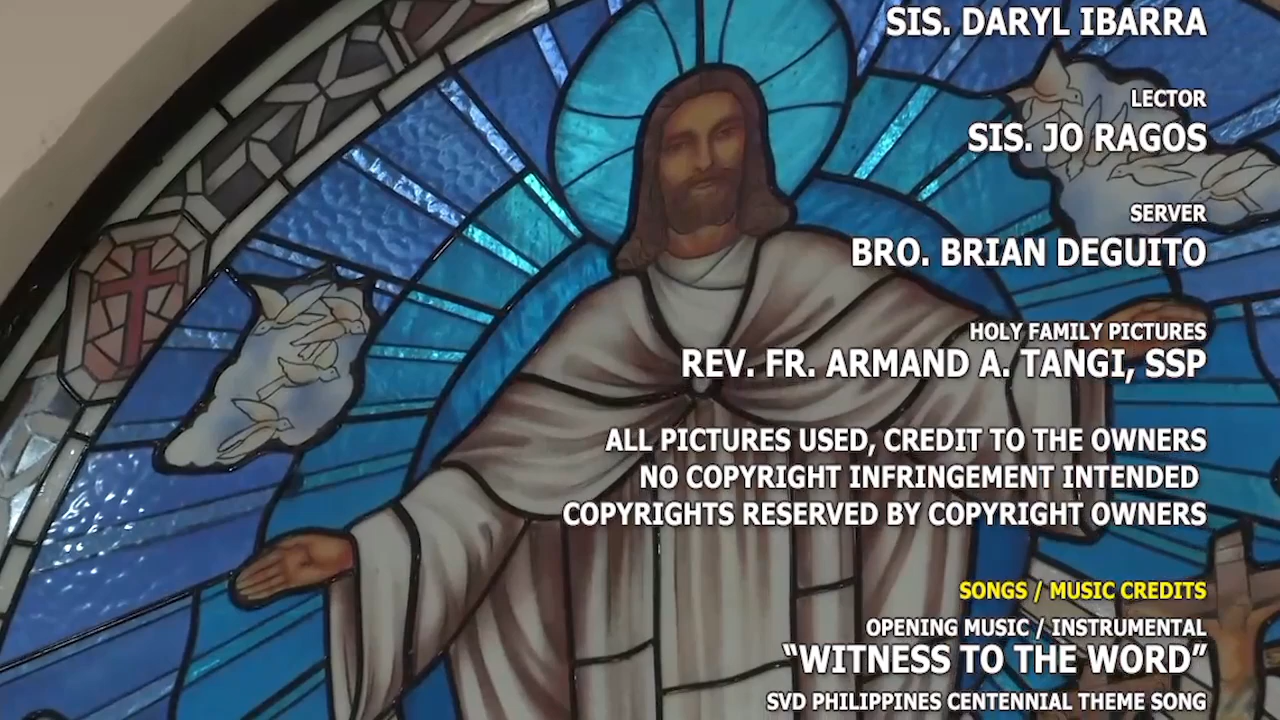 SIS. DARYL IBARRA
LECTOR
SIS. JO RAGOS
SERVER
BRO. BRIAN DEGUITO
HOLY FAMILY PICTURES
REV. FR. ARMAND A. TANGI, SSP
ALL PICTURES USED, CREDIT TO THE OWNERS
NO COPYRIGHT INFRINGEMENT INTENDED
COPYRIGHTS RESERVED BY COPYRIGHT OWNERS
SONGS / MUSIC CREDITS
OPENING MUSIC / INSTRUMENTAL
“WITNESS TO THE WORD”
SVD PHILIPPINES CENTENNIAL THEME SONG